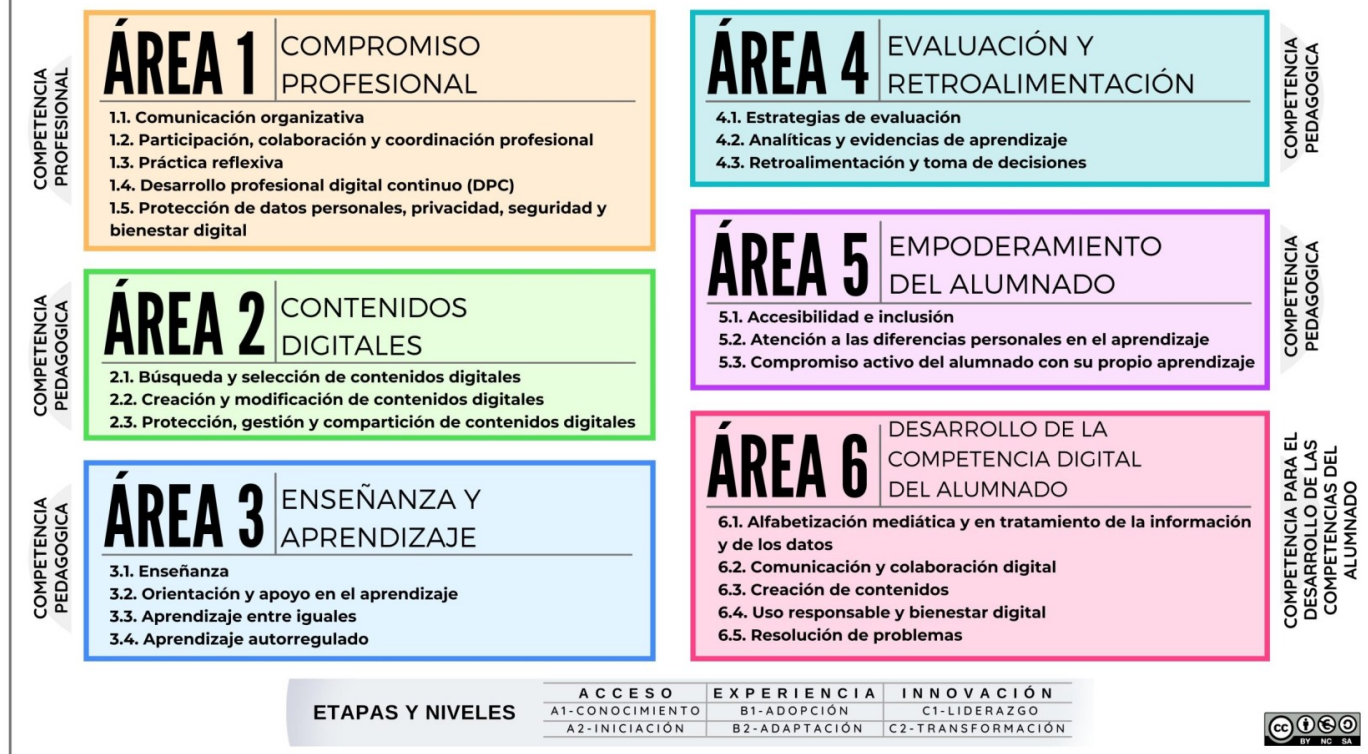 COMPETENCIA
PROFESIONAL
ÁREA 1
COMPROMISO
PROFESIONAL
1.1. Comunicación organizativa
1.2. Participación, colaboración y coordinación profesional
1.3. Práctica reflexiva
1.4. Desarrollo profesional digital continuo (DPC)
1.5. Protección de datos personales, privacidad, seguridad y
bienestar digital
COMPETENCIA
PEDAGOGICA
ÁREA 2
CONTENIDOS
DIGITALES
2.1. Búsqueda y selección de contenidos digitales
2.2. Creación y modificación de contenidos digitales
2.3. Protección, gestión y compartición de contenidos digitales
COMPETENCIA
PEDAGOGICA
ÁREA 3
ENSEÑANZA Y
APRENDIZAJE
3.1. Enseñanza
3.2. Orientación y apoyo en el aprendizaje
3.3. Aprendizaje entre iguales
3.4. Aprendizaje autorregulado
ÁREA 4
EVALUACIÓN Y
RETROALIMENTACIÓN
4.1. Estrategias de evaluación
4.2. Analíticas y evidencias de aprendizaje
4.3. Retroalimentación y toma de decisiones
COMPETENCIA
PEDAGOGICA
ÁREA 5
EMPODERAMIENTO
DEL ALUMNADO
5.1. Accesibilidad e inclusión
5.2. Atención a las diferencias personales en el aprendizaje
5.3. Compromiso activo del alumnado con su propio aprendizaje
COMPETENCIA
PEDAGOGICA
ÁREA 6
DESARROLLO DE LA
COMPETENCIA DIGITAL
DEL ALUMNADO
6.1. Alfabetización mediática y en tratamiento de la información
y de los datos
6.2. Comunicación y colaboración digital
6.3. Creación de contenidos
6.4. Uso responsable y bienestar digital
6.5. Resolución de problemas
COMPETENCIA PARA EL
DESARROLLO DE LAS
COMPETENCIAS DEL
ALUMNADO
ETAPAS Y NIVELES
ACCESO EXPERIENCIA INNOVACIÓN
A1-CONOCIMIENTO B1-ADOPCIÓN C1-LIDERAZGO
A2-INICIACIÓN B2-ADAPTACIÓN C2-TRANSFORMACIÓN
cc
BY NC SA